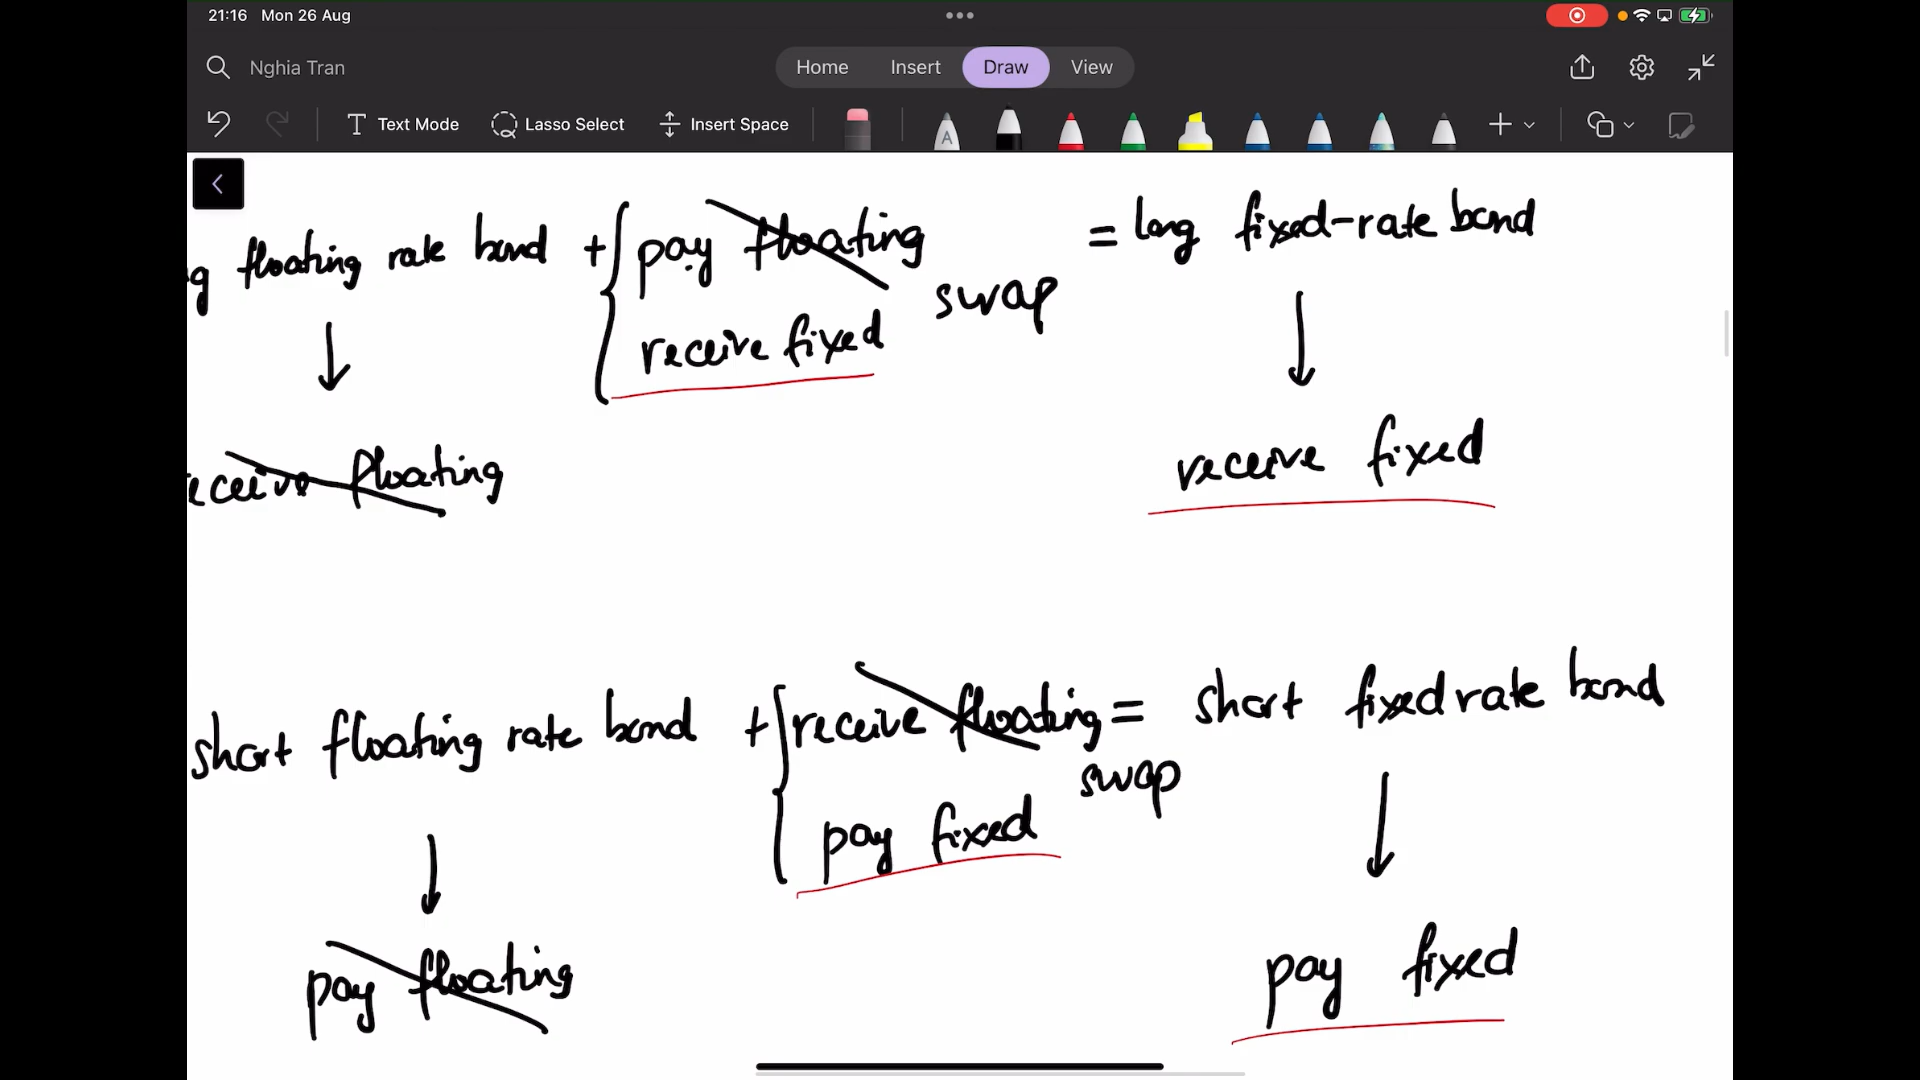 21:16 Mon 26 Aug
Nghia Tran
Home Insert Draw View
Text Mode Lasso Select Insert Space
g floating rate bond + pay floating = long fixed-rate bond
swap
receive fixed
eceive floating
receive fixed
short floating rate bond + receive floating = short fixed rate bond
swap
pay fixed
pay floating
pay fixed